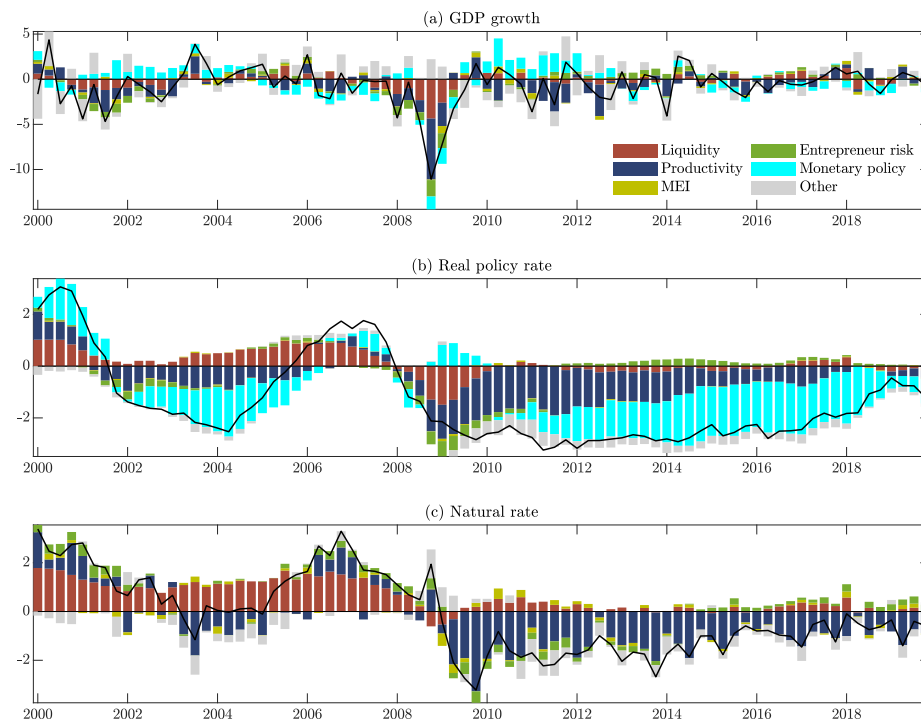 (a) GDP growth
5
0
-5
-10
Liquidity
Productivity
MEI
Entrepreneur risk
Monetary policy
Other
2000 2002 2004 2006 2008 2010 2012 2014 2016 2018
(b) Real policy rate
2
0
-2
2000 2002 2004 2006 2008 2010 2012 2014 2016 2018
(c) Natural rate
2
0
-2
2000 2002 2004 2006 2008 2010 2012 2014 2016 2018